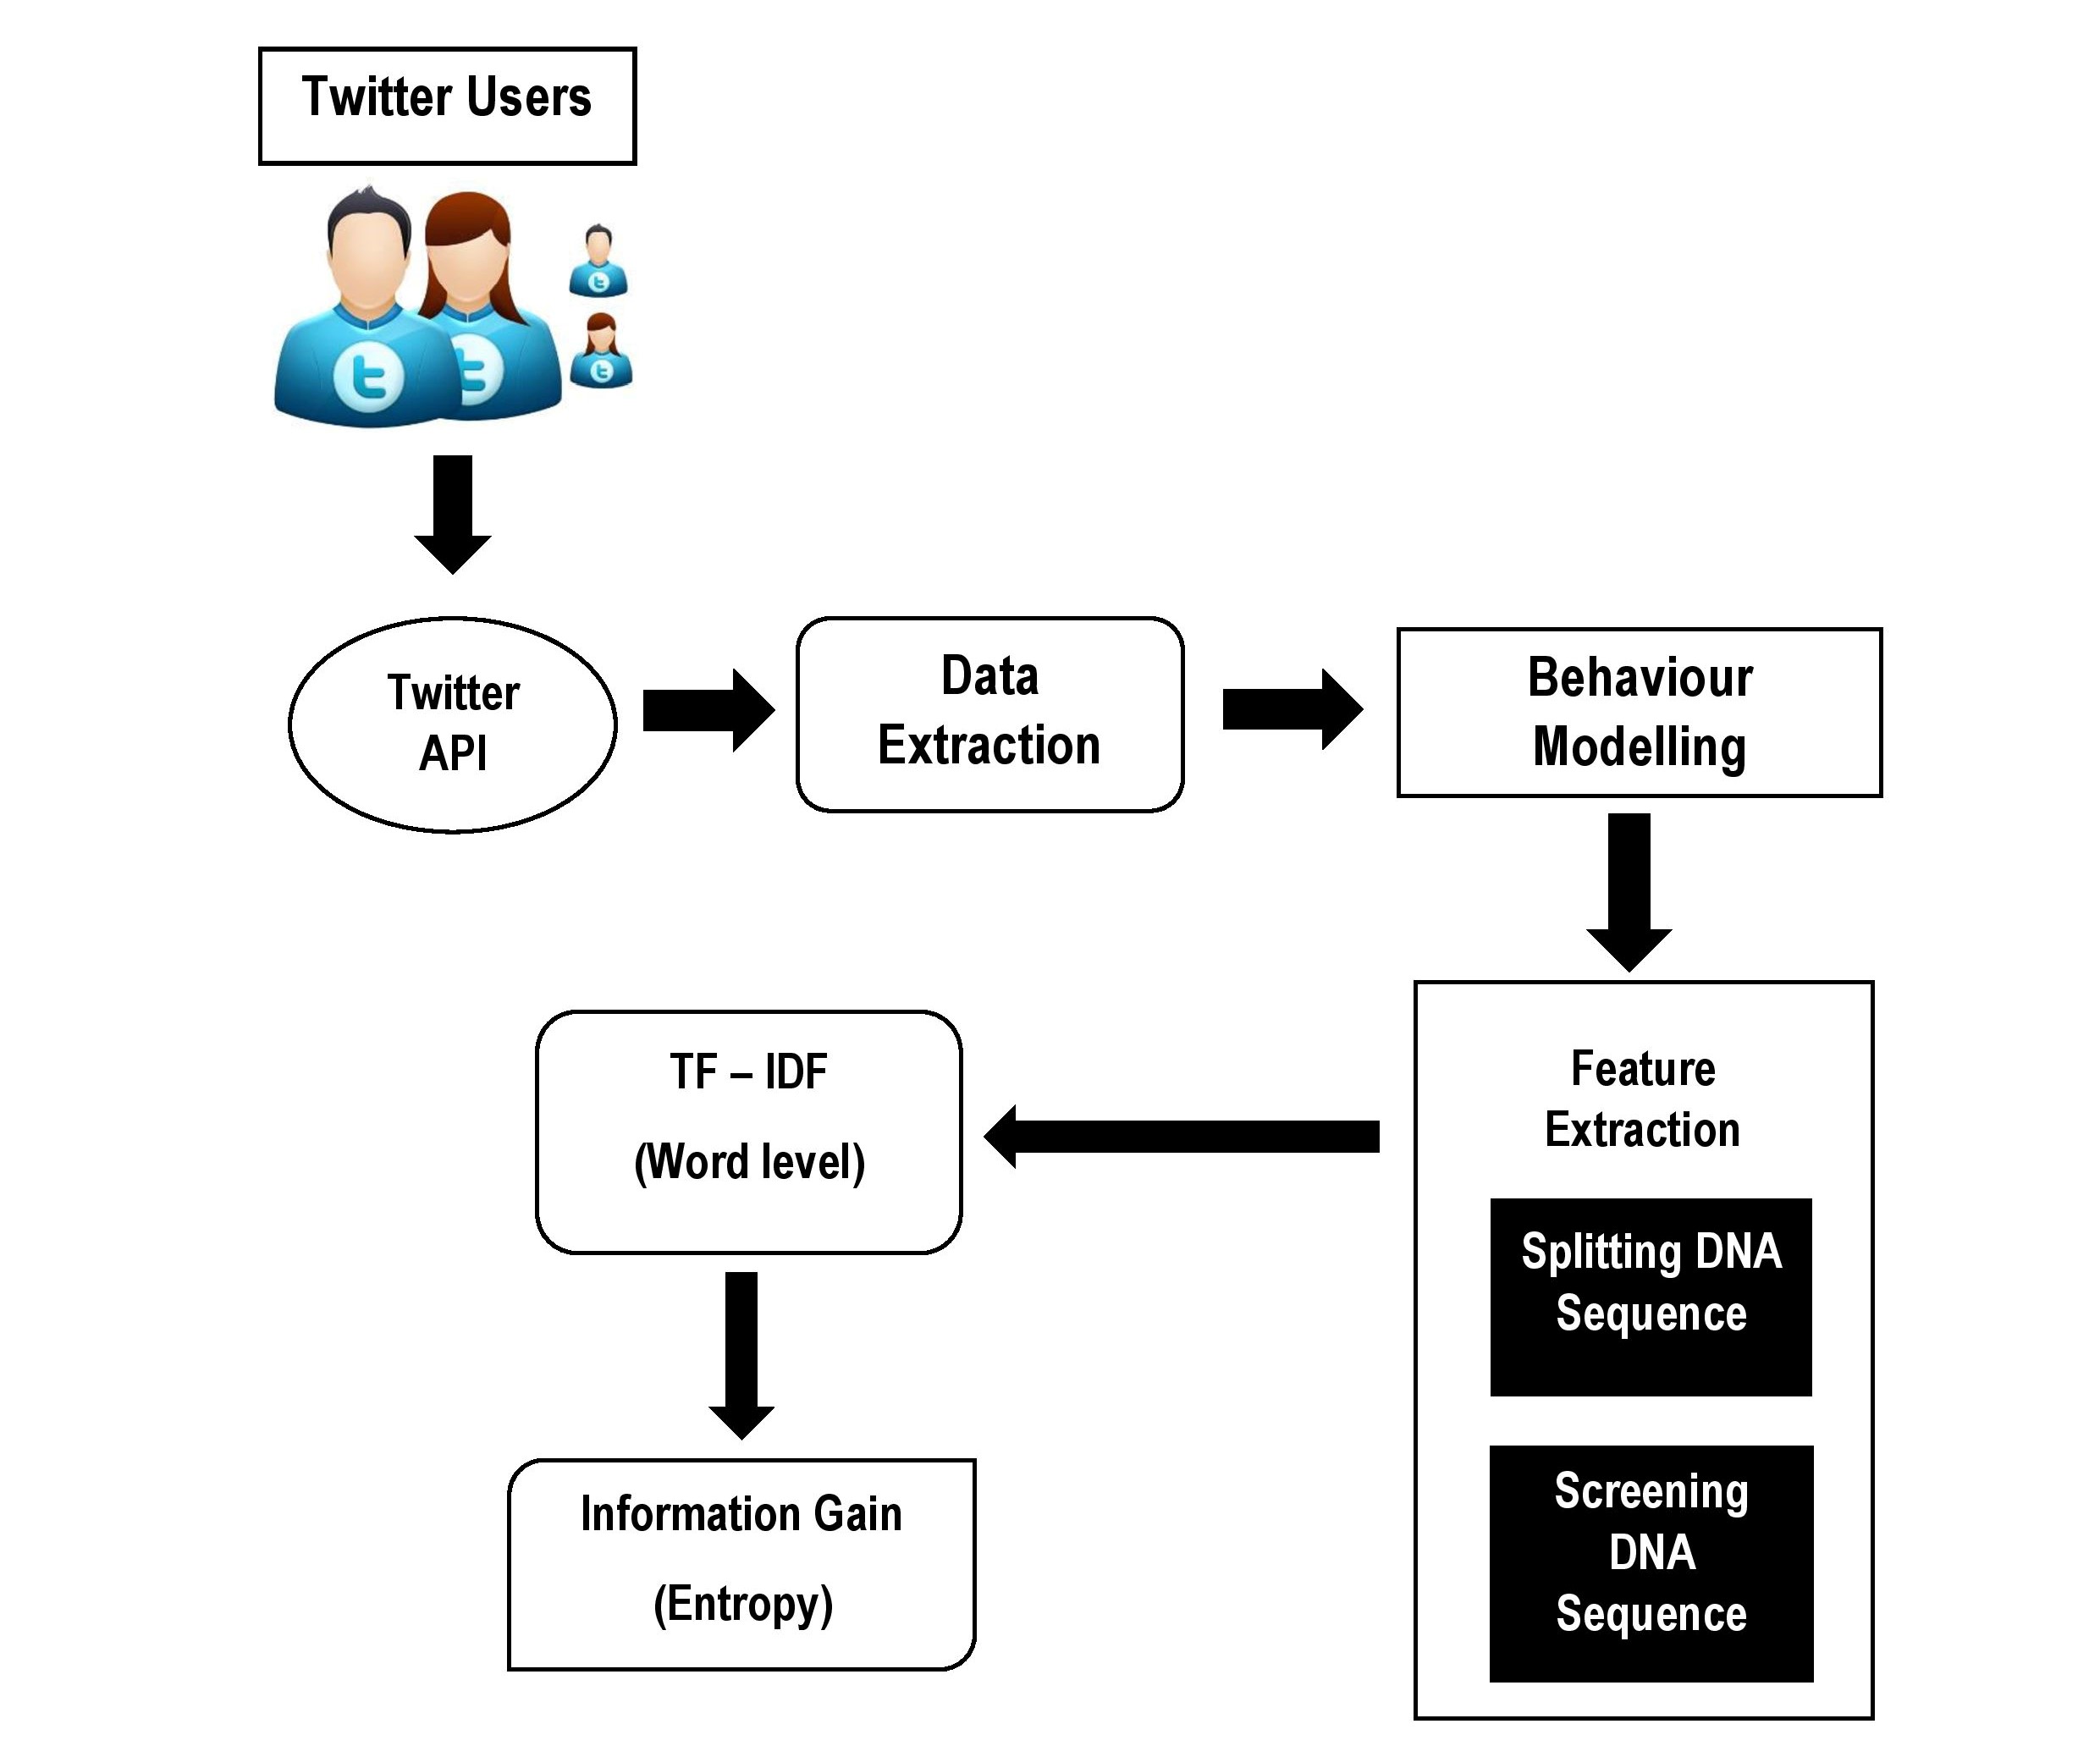 Twitter Users
Twitter
API
Data
Extraction
Behaviour
Modelling
Feature
Extraction
Splitting DNA
Sequence
Screening
DNA
Sequence
TF – IDF
(Word level)
Information Gain
(Entropy)